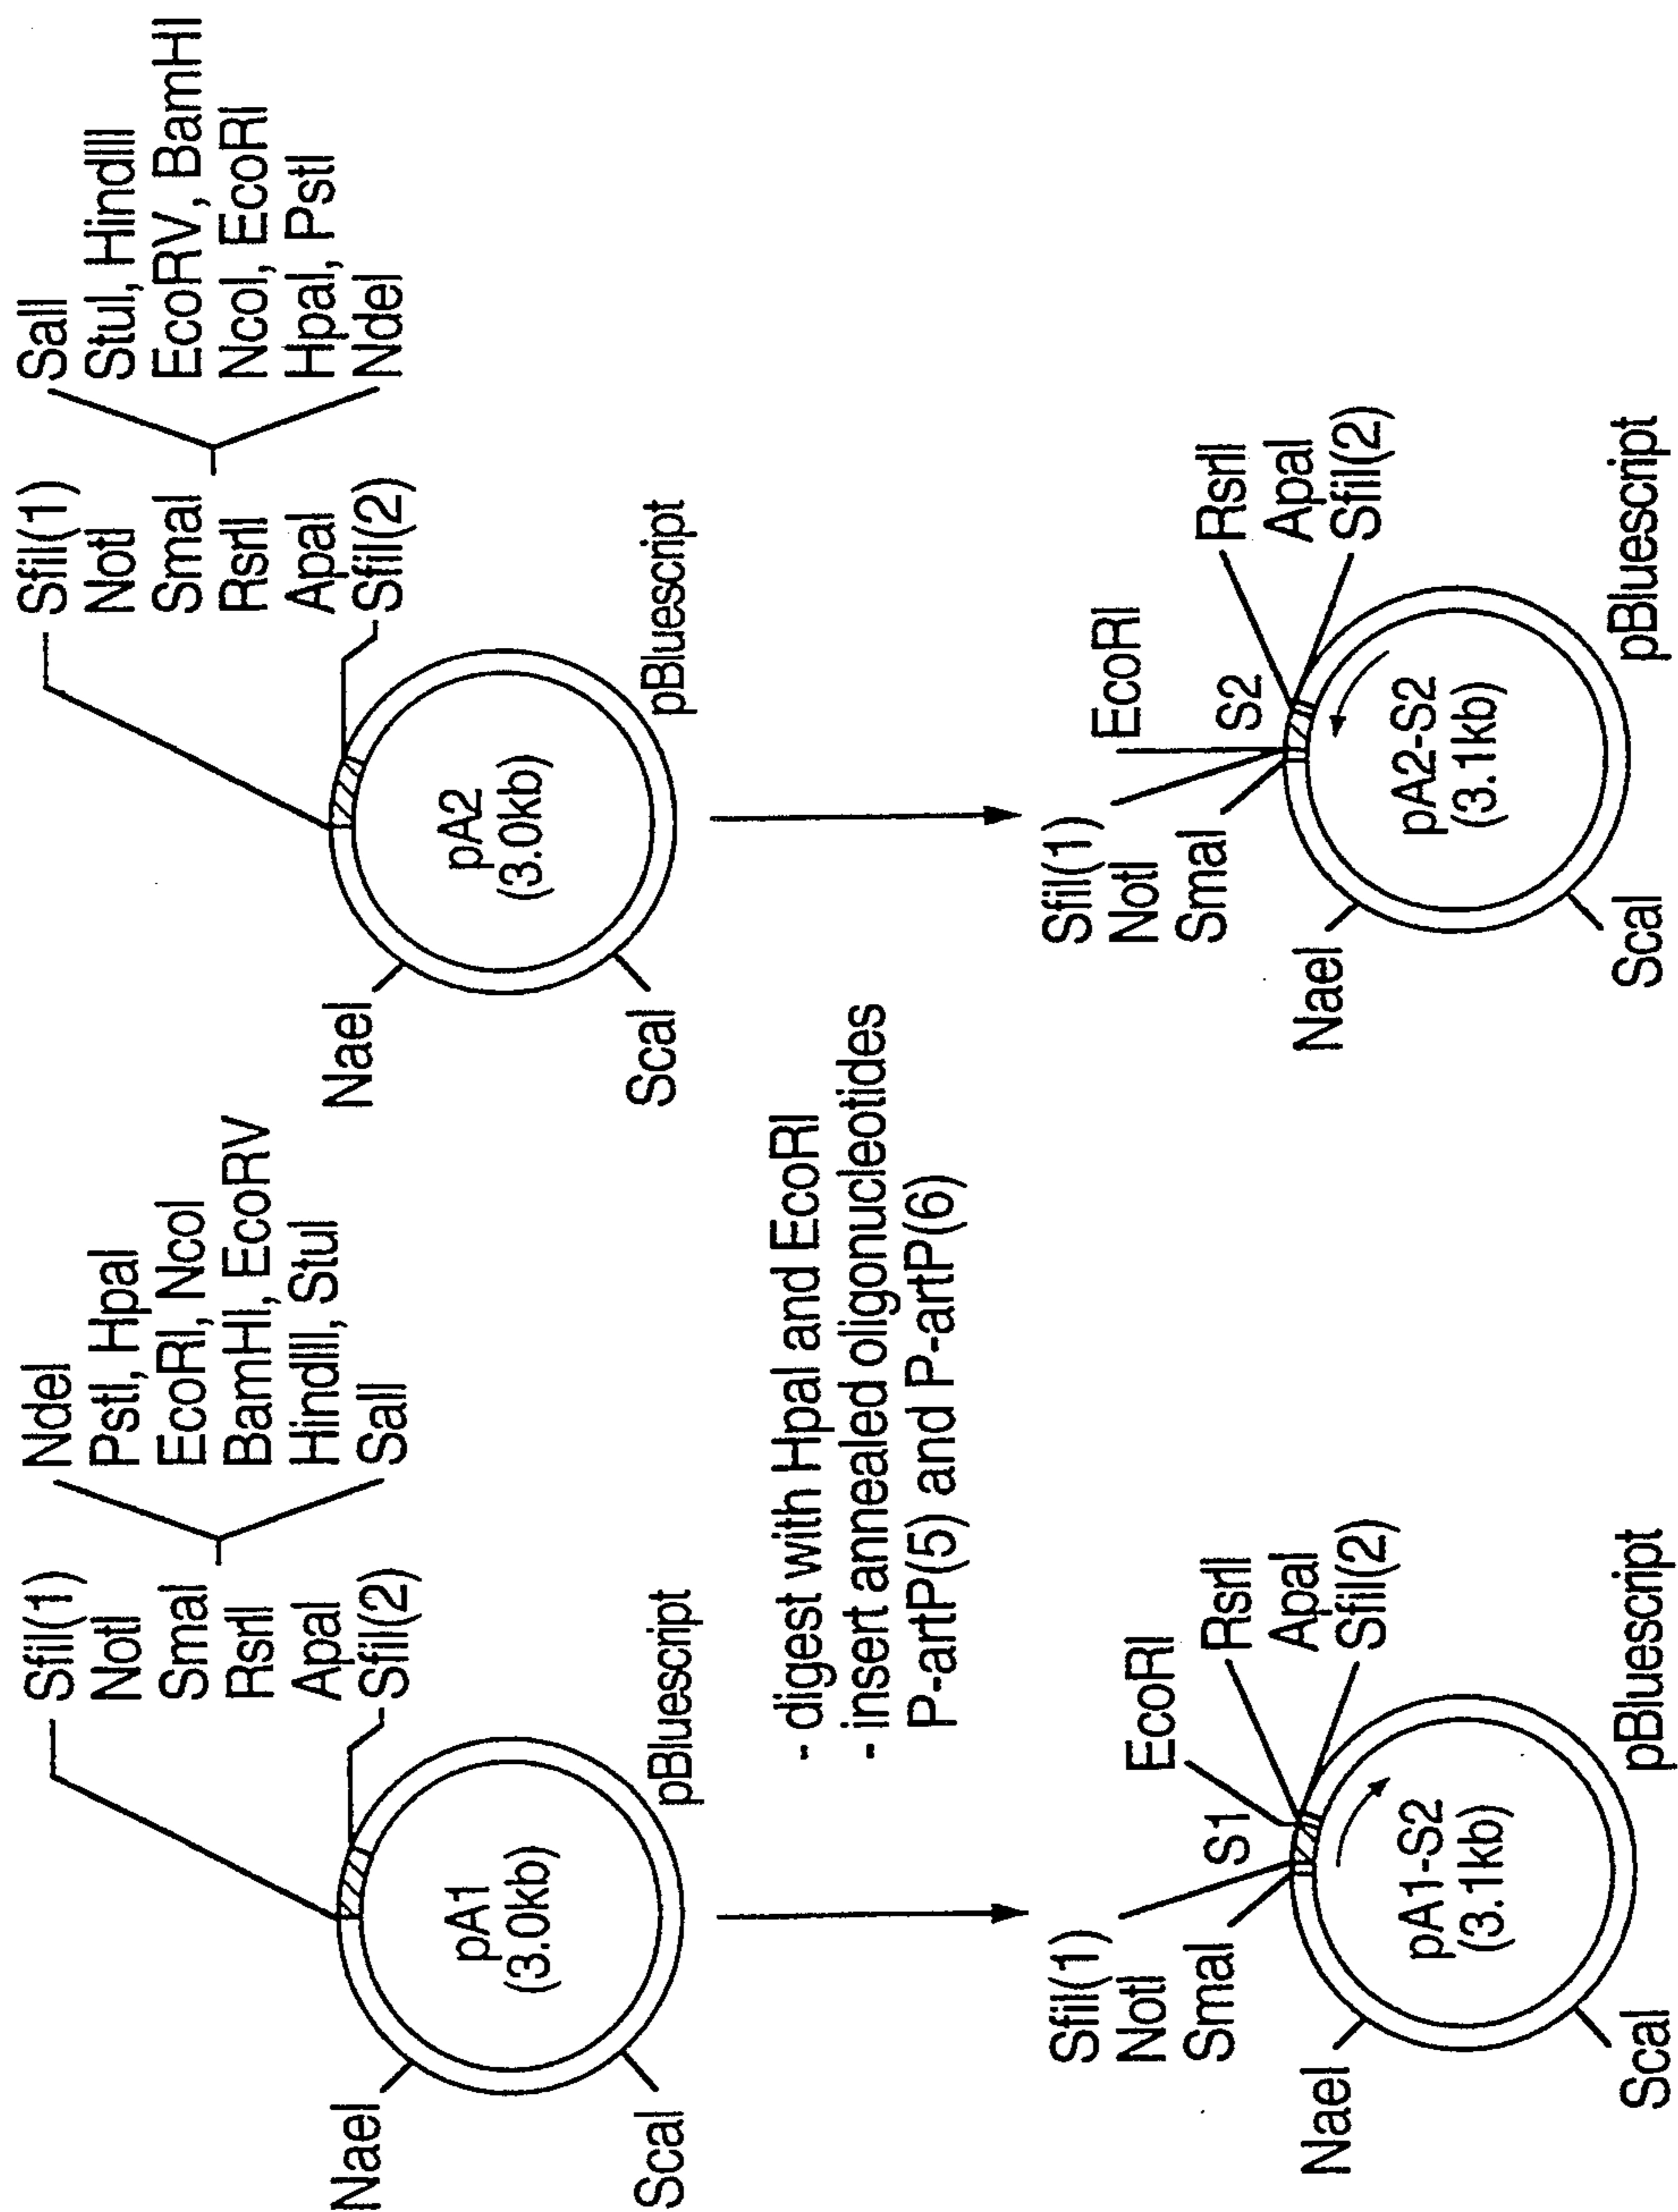 SfiI(1)
NotI
SmaI
RsrII
ApaI
SfiI(2)
NdeI
PstI, HpaI
EcoRI, NcoI
BamHI, EcoRV
HindIII, StuI
SalI
NaeI
pA1
(3.0kb)
ScaI
pBluescript
SfiI(1)
NotI
SmaI
RsrII
ApaI
SfiI(2)
SalI
StuI, HindIII
EcoRV, BamHI
NcoI, EcoRI
HpaI, PstI
NdeI
NaeI
pA2
(3.0kb)
ScaI
pBluescript
- digest with HpaI and EcoRI
- insert annealed oligonucleotides
P-artP(5) and P-artP(6)
SfiI(1)
NotI
SmaI
S1
EcoRI
RsrII
ApaI
SfiI(2)
NaeI
pA1-S2
(3.1kb)
ScaI
pBluescript
SfiI(1)
NotI
SmaI
EcoRI
S2
RsrII
ApaI
SfiI(2)
NaeI
pA2-S2
(3.1kb)
ScaI
pBluescript